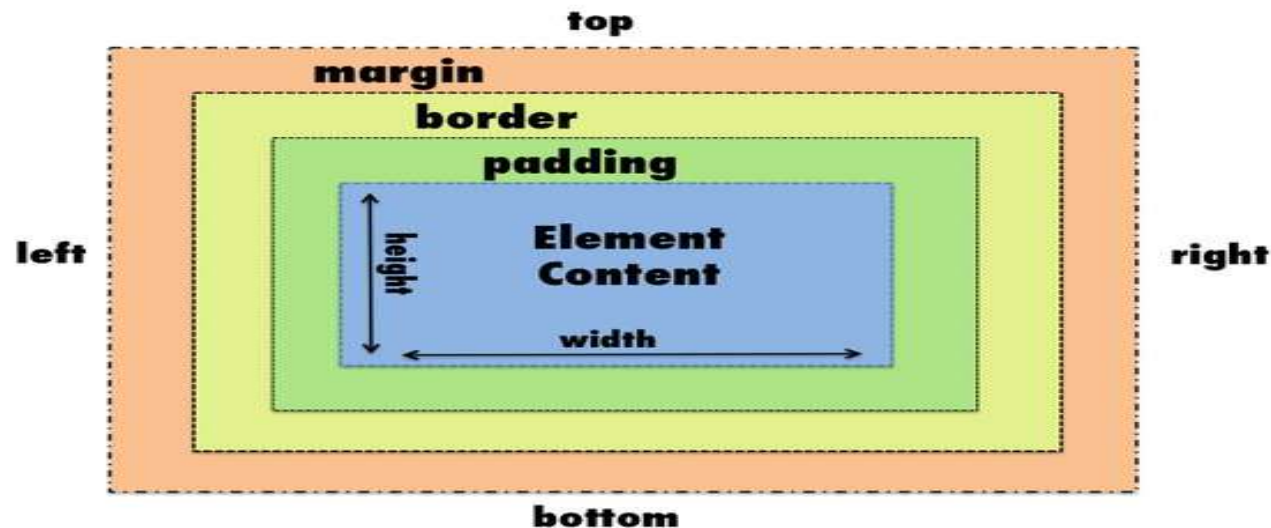 top
margin
border
padding
left
height
Element
Content
right
width
bottom